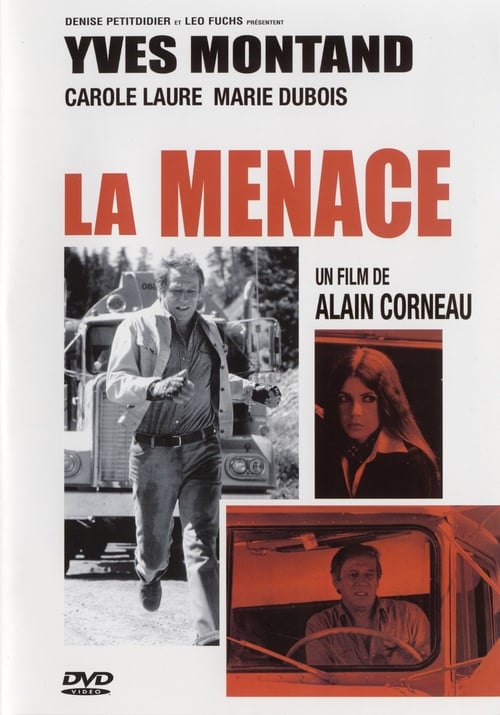 DENISE PETITDIDIER ET LEO FUCHS PRÉSENTENT
YVES MONTAND
CAROLE LAURE MARIE DUBOIS
LA MENACE
UN FILM DE
ALAIN CORNEAU
DVD
VIDEO